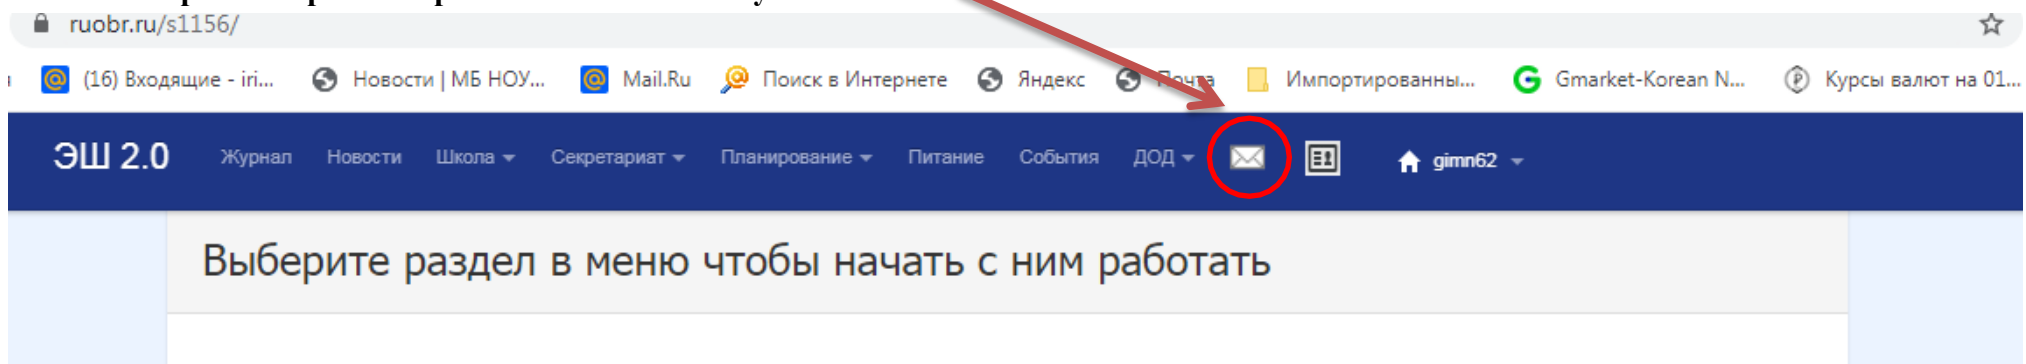 ruobr.ru/s1156/
(16) Входящие - iri... Новости | МБ НОУ... Mail.Ru Поиск в Интернете Яндекс Почта Импортированны... Gmarket-Korean N... Курсы валют на 01...
ЭШ 2.0 Журнал Новости Школа Секретариат Планирование Питание События ДОД gimn62
Выберите раздел в меню чтобы начать с ним работать